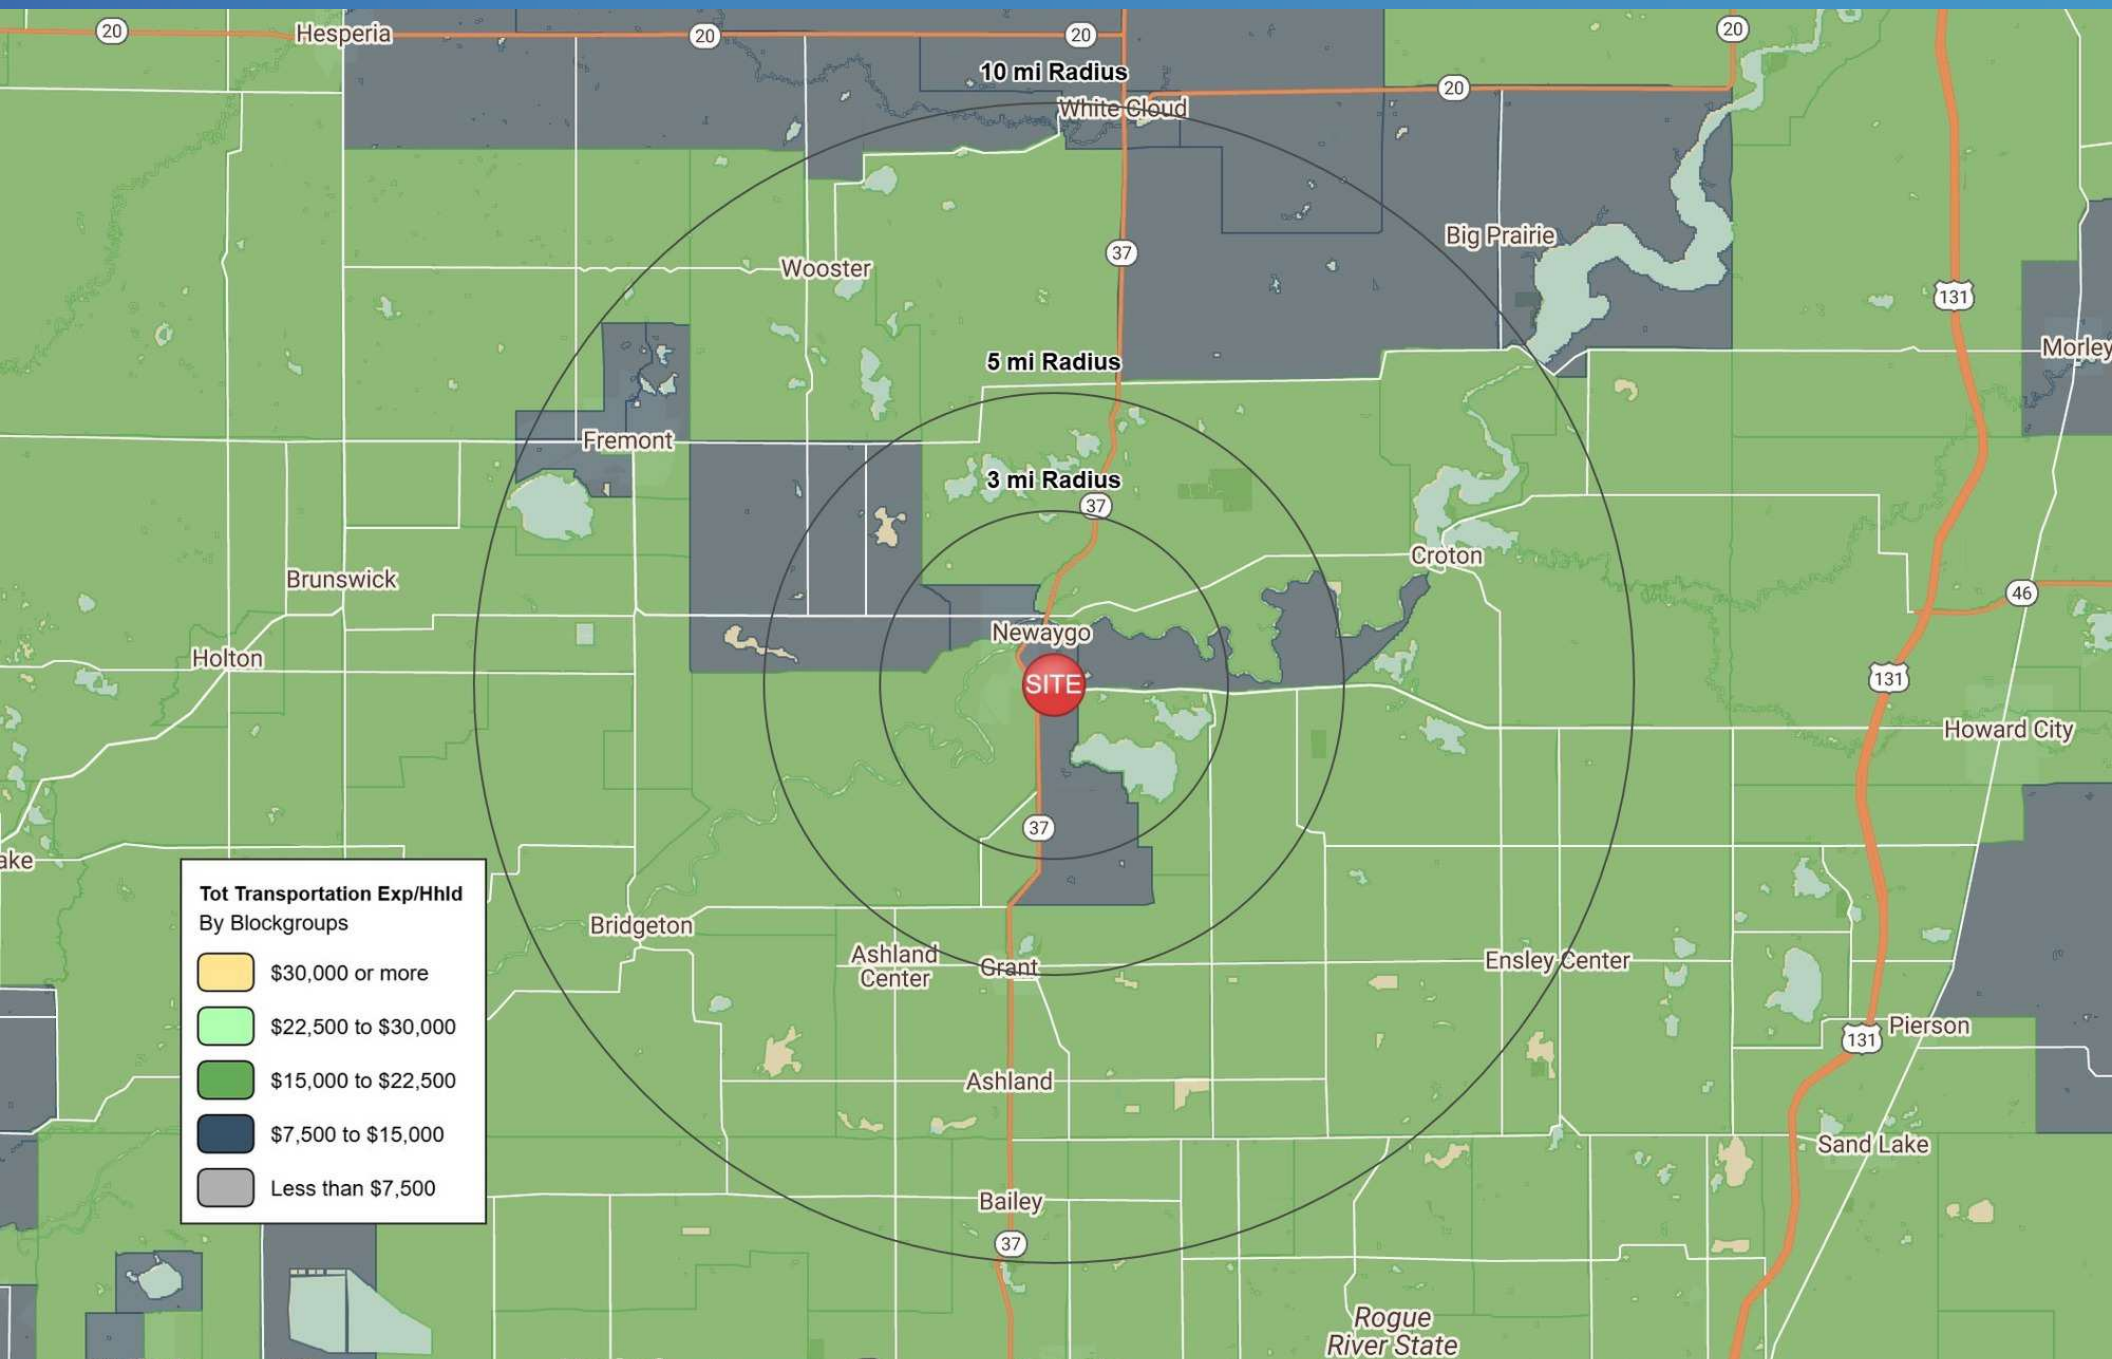 20
Hesperia
20
20
20
10 mi Radius
20
White Cloud
Big Prairie
37
Wooster
131
Morley
5 mi Radius
Fremont
3 mi Radius
37
Croton
Brunswick
46
Newaygo
Holton
SITE
131
Howard City
37
ake
Tot Transportation Exp/Hhld
By Blockgroups
$30,000 or more
$22,500 to $30,000
$15,000 to $22,500
$7,500 to $15,000
Less than $7,500
Bridgeton
Ashland
Center
Grant
Ensley Center
Pierson
131
Ashland
Sand Lake
Bailey
37
Rogue
River State